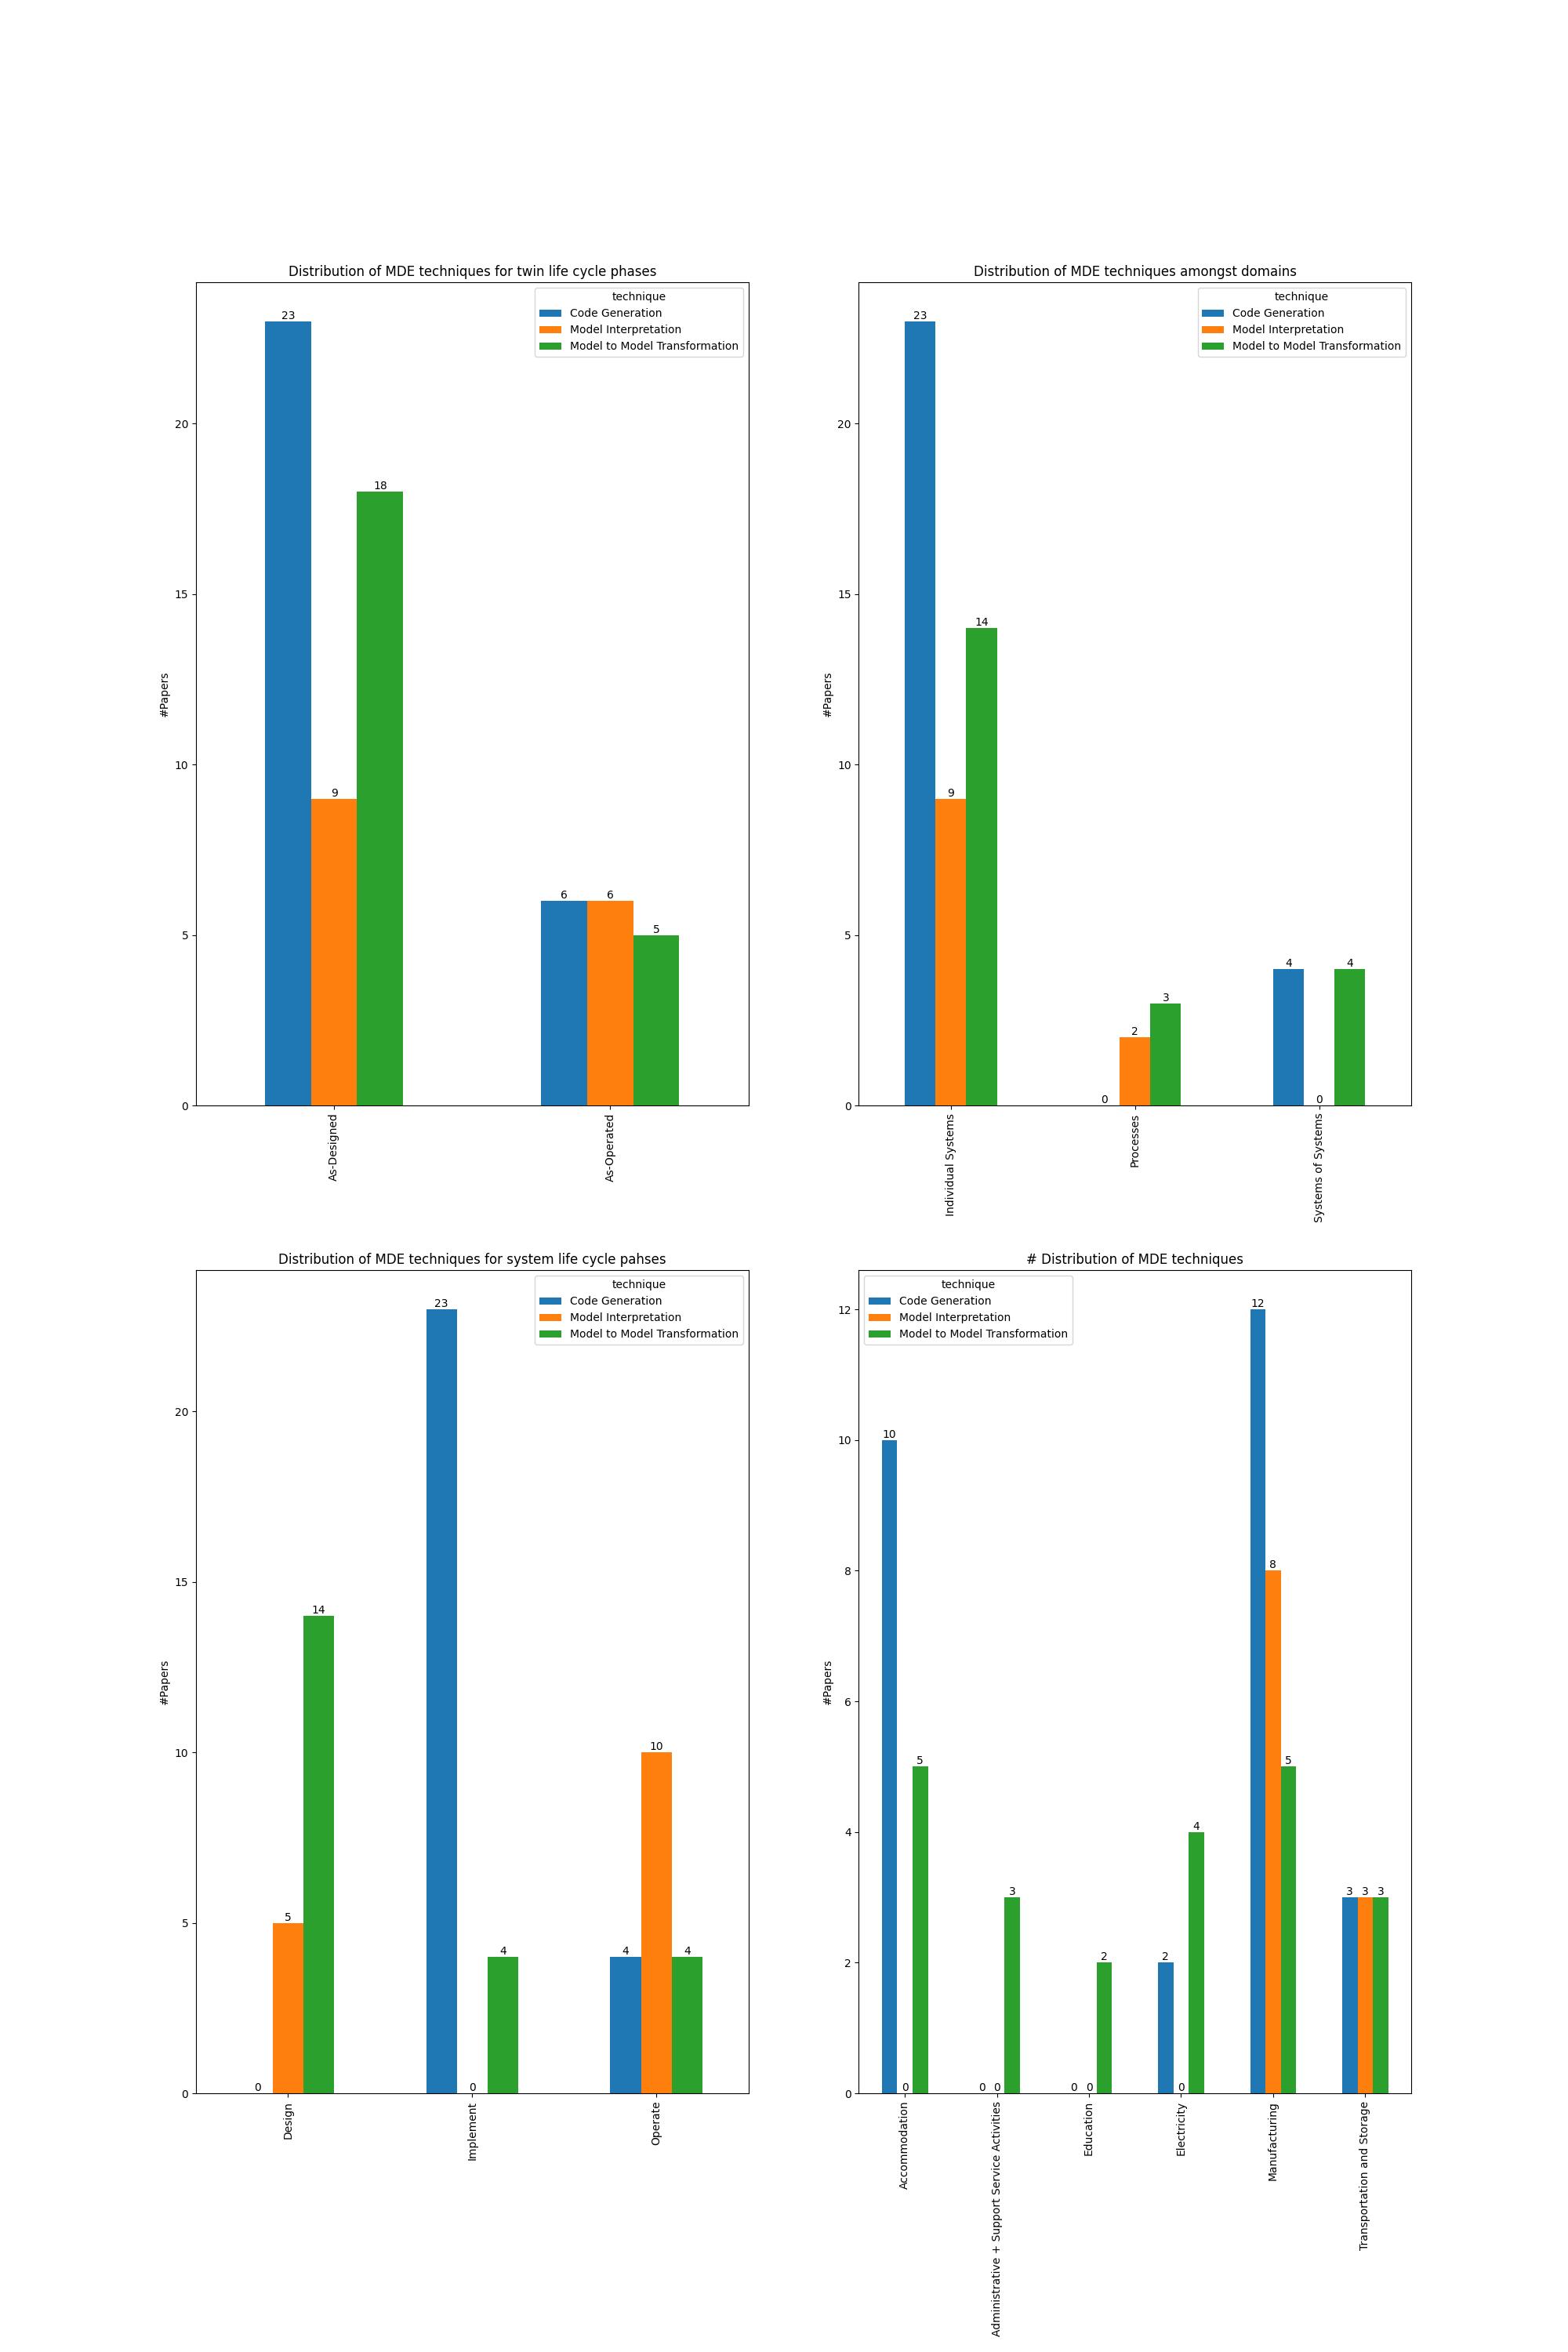 Distribution of MDE techniques for twin life cycle phases
technique
Code Generation
Model Interpretation
Model to Model Transformation
#Papers
20
15
10
5
0
23
9
18
6
6
5
As-Designed
As-Operated
Distribution of MDE techniques amongst domains
technique
Code Generation
Model Interpretation
Model to Model Transformation
#Papers
20
15
10
5
0
23
9
14
0
2
3
4
0
4
Individual Systems
Processes
Systems of Systems
Distribution of MDE techniques for system life cycle pahses
technique
Code Generation
Model Interpretation
Model to Model Transformation
#Papers
20
15
10
5
0
0
5
14
23
0
4
4
10
4
Design
Implement
Operate
# Distribution of MDE techniques
technique
Code Generation
Model Interpretation
Model to Model Transformation
#Papers
12
10
8
6
4
2
0
10
0
5
0
0
3
0
0
2
2
0
4
12
8
5
3
3
3
Accommodation
Administrative + Support Service Activities
Education
Electricity
Manufacturing
Transportation and Storage